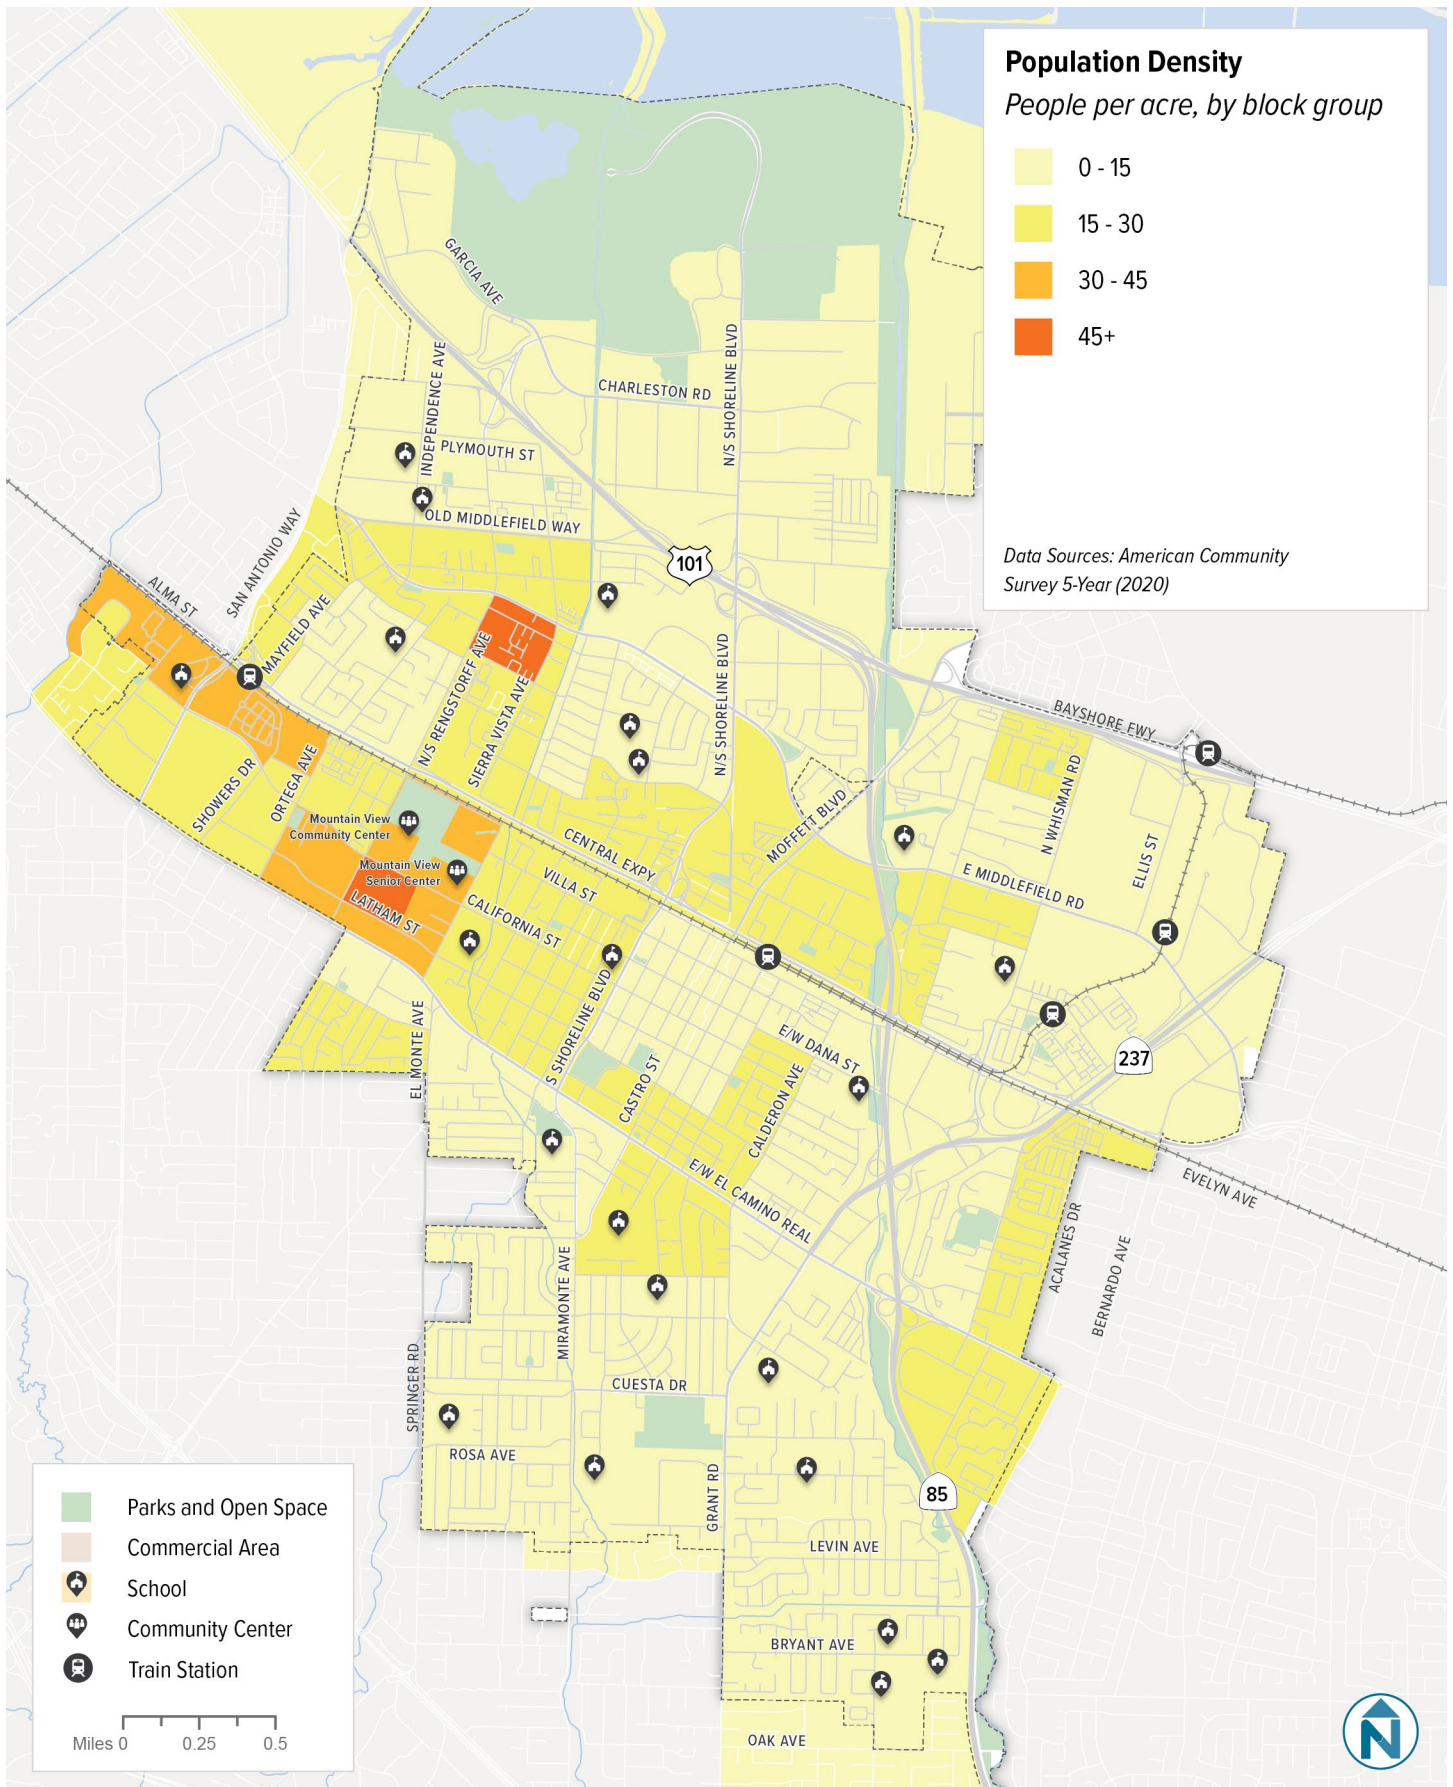 Population Density
People per acre, by block group
0 - 15
15 - 30
30 - 45
45+
Data Sources: American Community
Survey 5-Year (2020)
GARCIA AVE
N/S SHORELINE BLVD
INDEPENDENCE AVE
CHARLESTON RD
PLYMOUTH ST
OLD MIDDLEFIELD WAY
101
SAN ANTONIO WAY
ALMA ST
MAYFIELD AVE
N/S RENGSTORFF AVE
SIERRA VISTA AVE
N/S SHORELINE BLVD
BAYSHORE FWY
N WHISMAN RD
SHOWERS DR
ORTEGA AVE
Mountain View
Community Center
Mountain View
Senior Center
CENTRAL EXPY
MOFFETT BLVD
ELLIS ST
E MIDDLEFIELD RD
VILLA ST
LATHAM ST
CALIFORNIA ST
S SHORELINE BLVD
EL MONTE AVE
E/W DANA ST
237
CASTRO ST
CALDERON AVE
E/W EL CAMINO REAL
EVELYN AVE
ACALANES DR
BERNARDO AVE
MIRAMONTE AVE
SPRINGER RD
CUESTA DR
ROSA AVE
GRANT RD
85
LEVIN AVE
BRYANT AVE
OAK AVE
Parks and Open Space
Commercial Area
School
Community Center
Train Station
Miles 0 0.25 0.5
N